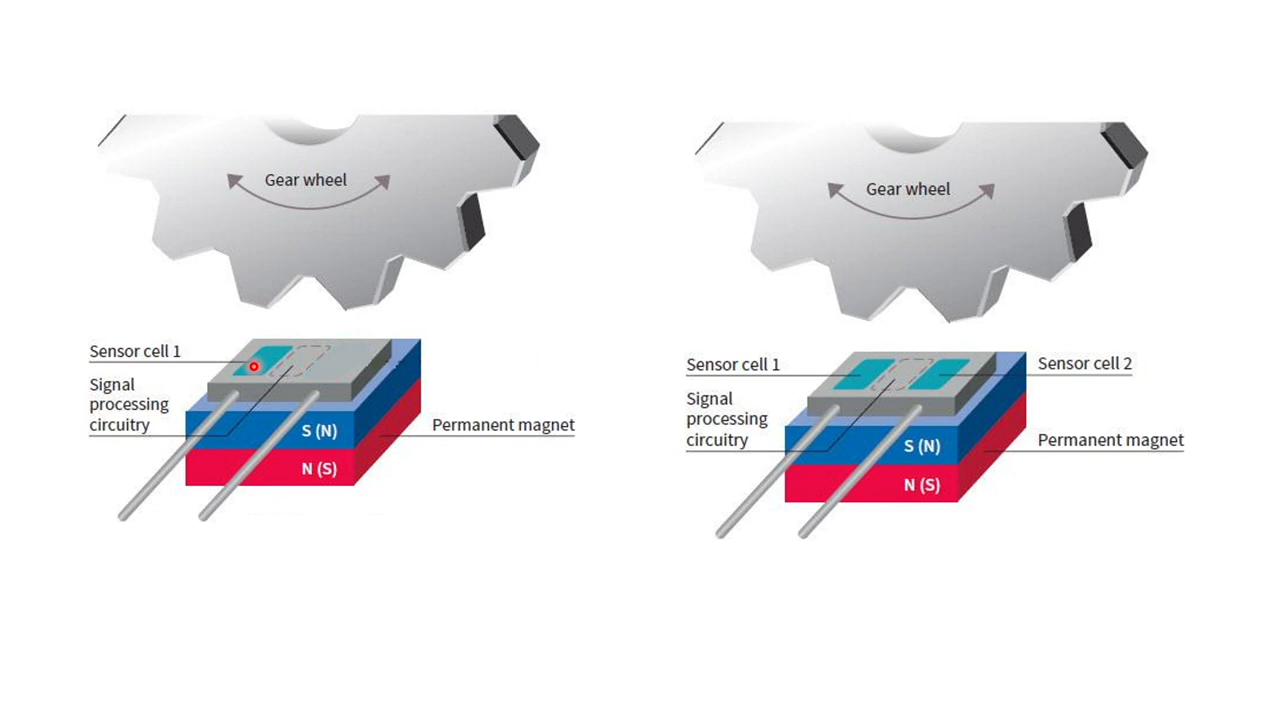 Gear wheel
Sensor cell 1
Signal
processing
circuitry
S (N)
N (S)
Permanent magnet
Gear wheel
Sensor cell 1
Sensor cell 2
Signal
processing
circuitry
S (N)
N (S)
Permanent magnet